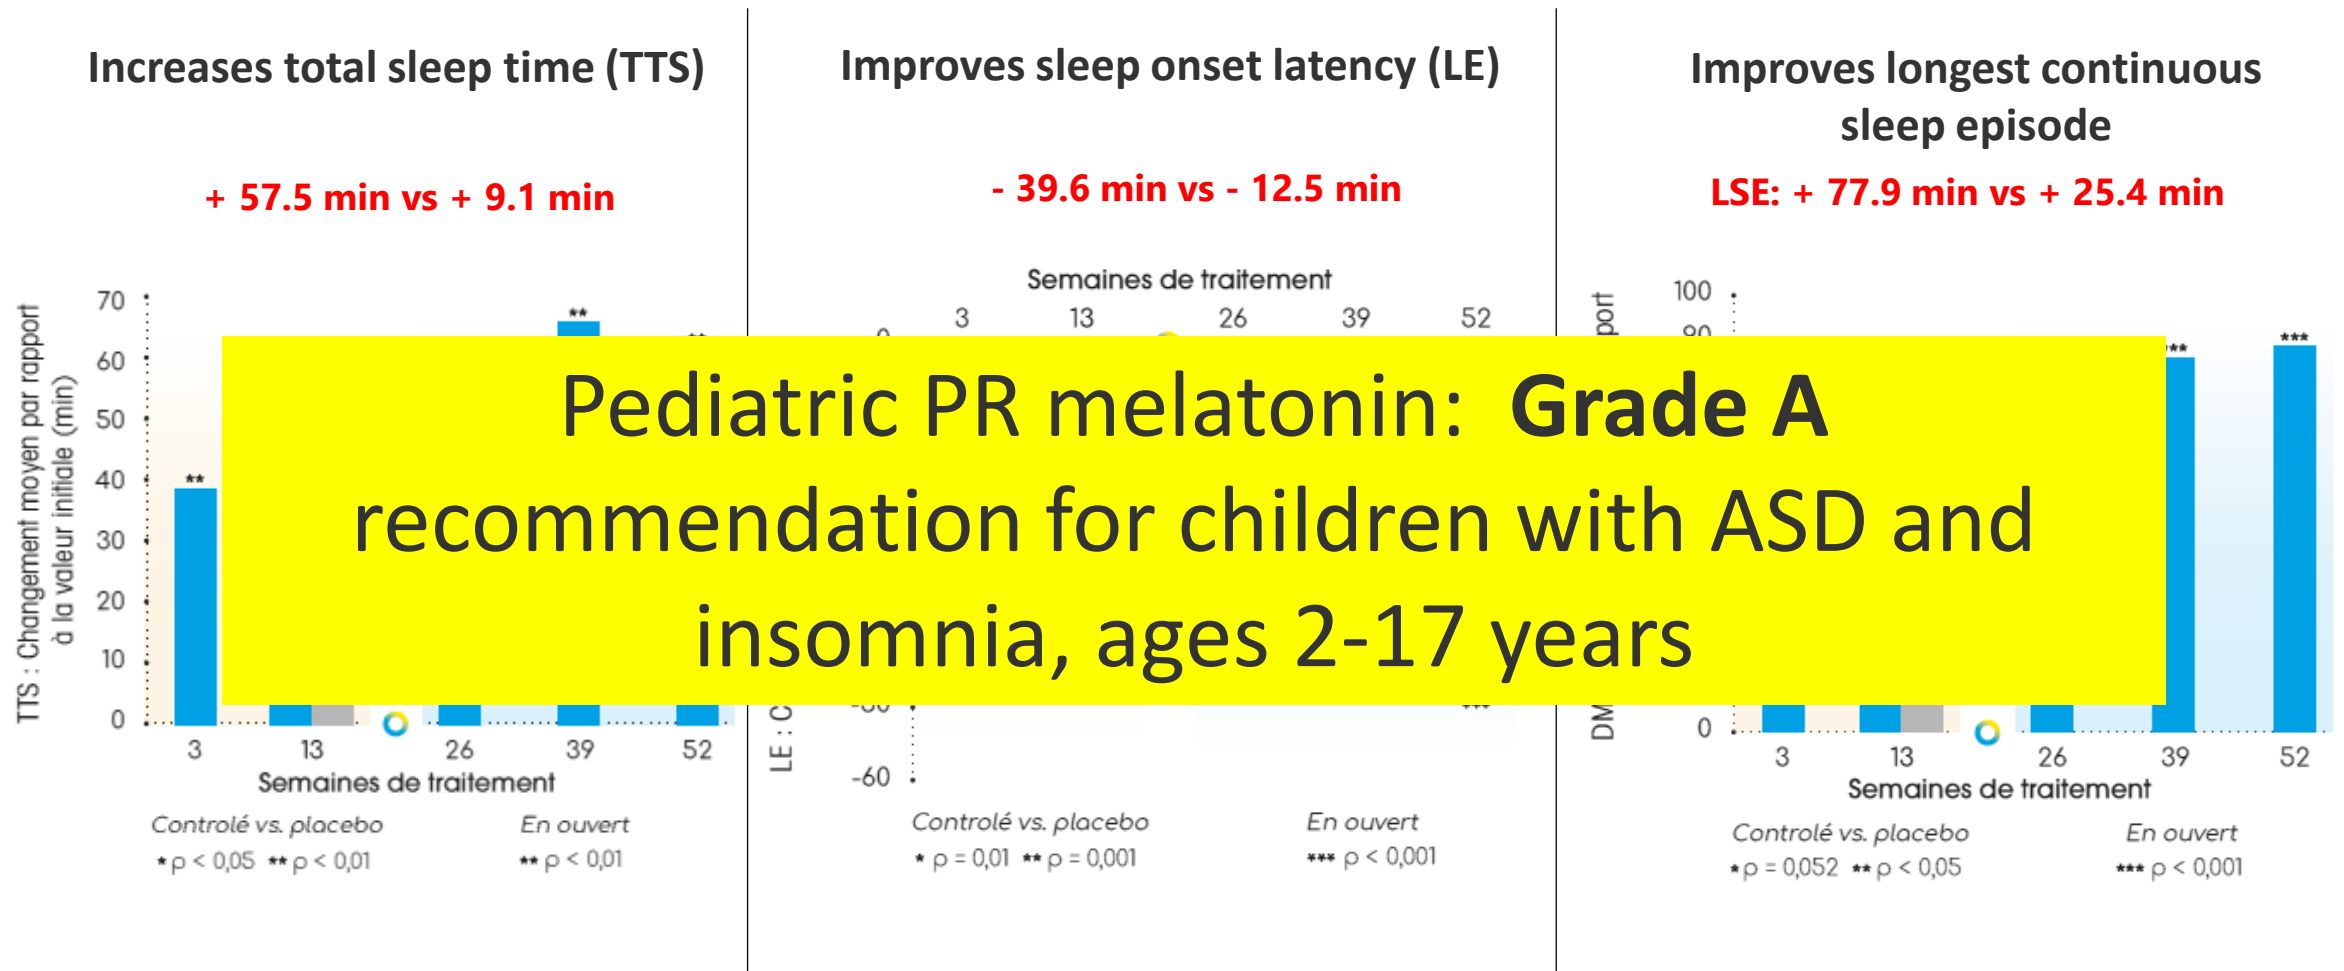 Increases total sleep time (TTS)
+ 57.5 min vs + 9.1 min
TTS : Changement moyen par rapport
à la valeur initiale (min)
70
60
50
40
30
20
10
0
**
**
**
3 13 26 39 52
Semaines de traitement
Controlé vs. placebo En ouvert
* p < 0,05 ** p < 0,01 ** p < 0,01
Improves sleep onset latency (LE)
- 39.6 min vs - 12.5 min
Semaines de traitement
3 13 26 39 52
LE :
-60
***
Controlé vs. placebo En ouvert
* p = 0,01 ** p = 0,001 *** p < 0,001
Improves longest continuous
sleep episode
LSE: + 77.9 min vs + 25.4 min
100
0
***
3 13 26 39 52
Semaines de traitement
Controlé vs. placebo En ouvert
* p = 0,052 ** p < 0,05 *** p < 0,001
Pediatric PR melatonin: Grade A
recommendation for children with ASD and
insomnia, ages 2-17 years